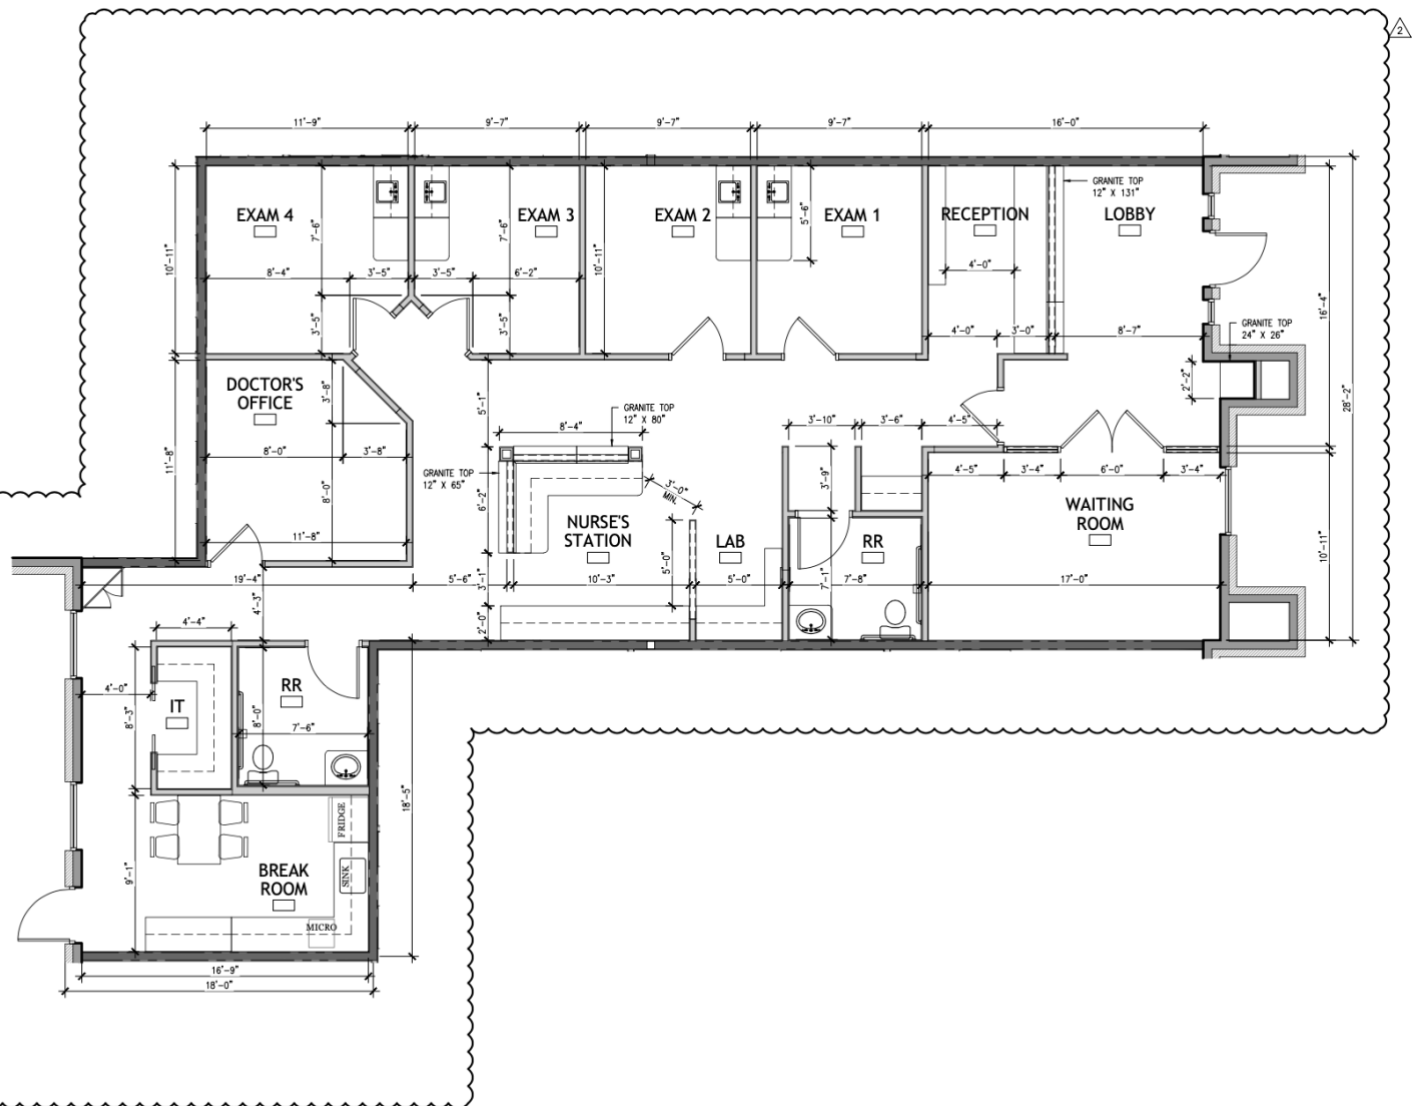 2
11'-9"
9'-7"
9'-7"
9'-7"
16'-0"
GRANITE TOP
12" X 131"
EXAM 4
EXAM 3
EXAM 2
EXAM 1
RECEPTION
LOBBY
7'-6"
7'-6"
5'-6"
10'-11"
10'-11"
8'-4"
3'-5"
3'-5"
6'-2"
4'-0"
16'-4"
3'-5"
3'-5"
4'-0"
3'-0"
8'-7"
GRANITE TOP
24" X 26"
DOCTOR'S
OFFICE
3'-8"
5'-1"
2'-2"
28'-2"
GRANITE TOP
12" X 80"
8'-4"
3'-10"
3'-6"
4'-5"
11'-8"
8'-0"
3'-8"
GRANITE TOP
12" X 65"
8'-0"
6'-2"
3'-0"
MIN.
3'-9"
4'-5"
3'-4"
6'-0"
3'-4"
WAITING
ROOM
NURSE'S
STATION
LAB
RR
11'-8"
10'-11"
19'-4"
5'-6"
3'-1"
10'-3"
5'-0"
5'-0"
7'-1"
7'-8"
17'-0"
4'-3"
2'-0"
4'-4"
RR
4'-0"
IT
8'-3"
8'-0"
7'-6"
18'-5"
FRIDGE
BREAK
ROOM
SINK
9'-1"
MICRO
16'-9"
18'-0"